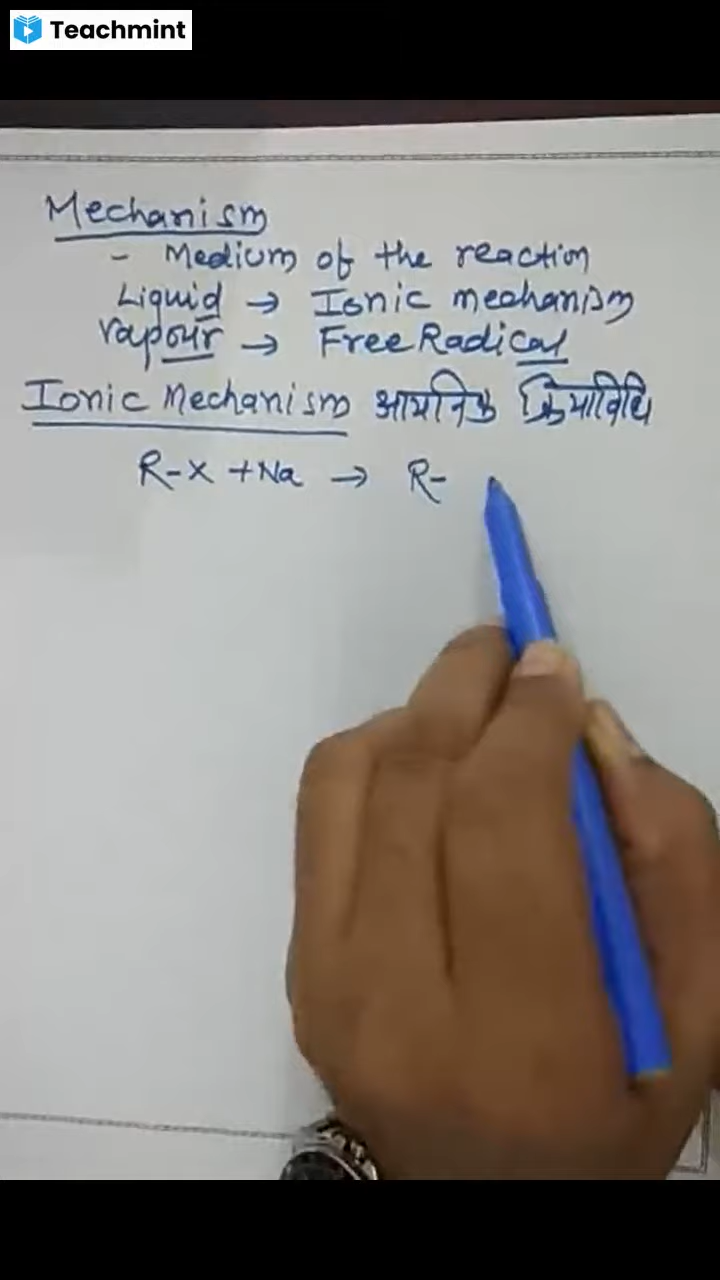 Teachmint
Mechanism
- Medium of the reaction
Liquid → Ionic mechanism
Vapour → Free Radical
Ionic Mechanism आयनिक क्रियाविधि
R-X + Na → R-